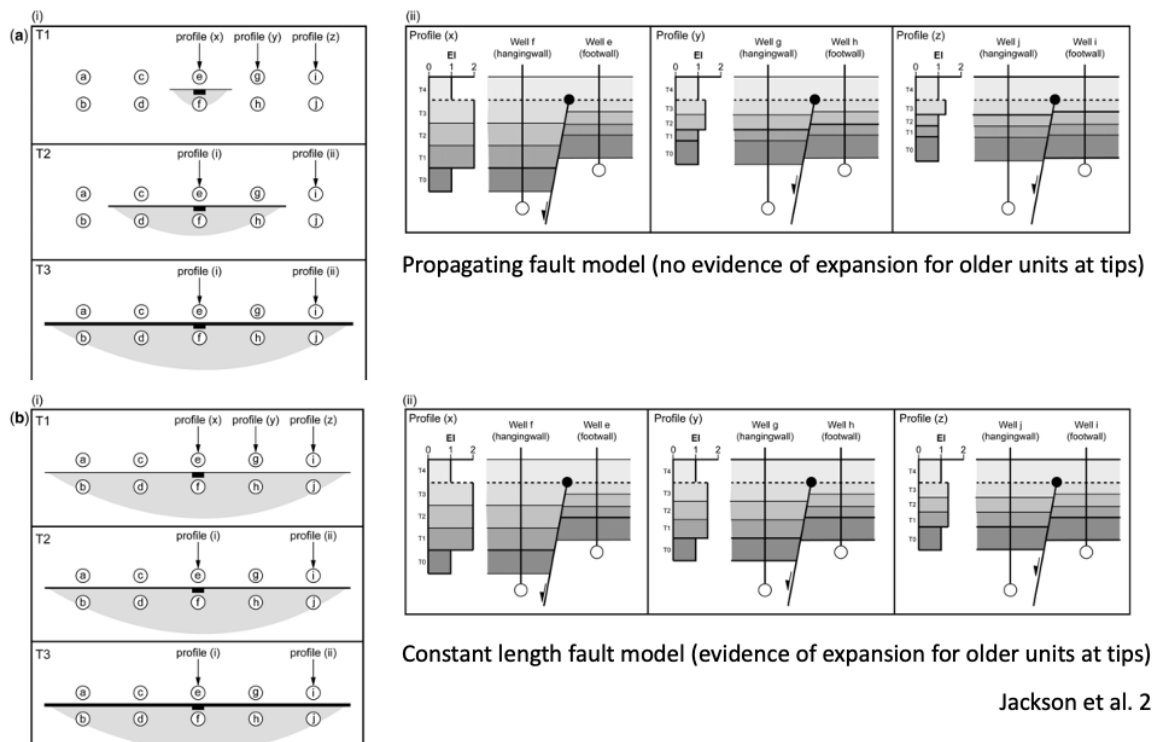 (i)
(a) T1
profile (x) profile (y) profile (z)
a c e g i
b d f h j
T2
profile (i) profile (ii)
a c e g i
b d f h j
T3
profile (i) profile (ii)
a c e g i
b d f h j
(ii)
Profile (x)
EI
0 1 2
T4
T3
T2
T1
T0
Well f
(hangingwall)
Well e
(footwall)
Profile (y)
EI
0 1 2
T4
T3
T2
T1
T0
Well g
(hangingwall)
Well h
(footwall)
Profile (z)
EI
0 1 2
T4
T3
T2
T1
T0
Well j
(hangingwall)
Well i
(footwall)
Propagating fault model (no evidence of expansion for older units at tips)
(i)
(b) T1
profile (x) profile (y) profile (z)
a c e g i
b d f h j
T2
profile (i) profile (ii)
a c e g i
b d f h j
T3
profile (i) profile (ii)
a c e g i
b d f h j
(ii)
Profile (x)
EI
0 1 2
T4
T3
T2
T1
T0
Well f
(hangingwall)
Well e
(footwall)
Profile (y)
EI
0 1 2
T4
T3
T2
T1
T0
Well g
(hangingwall)
Well h
(footwall)
Profile (z)
EI
0 1 2
T4
T3
T2
T1
T0
Well j
(hangingwall)
Well i
(footwall)
Constant length fault model (evidence of expansion for older units at tips)
Jackson et al. 2